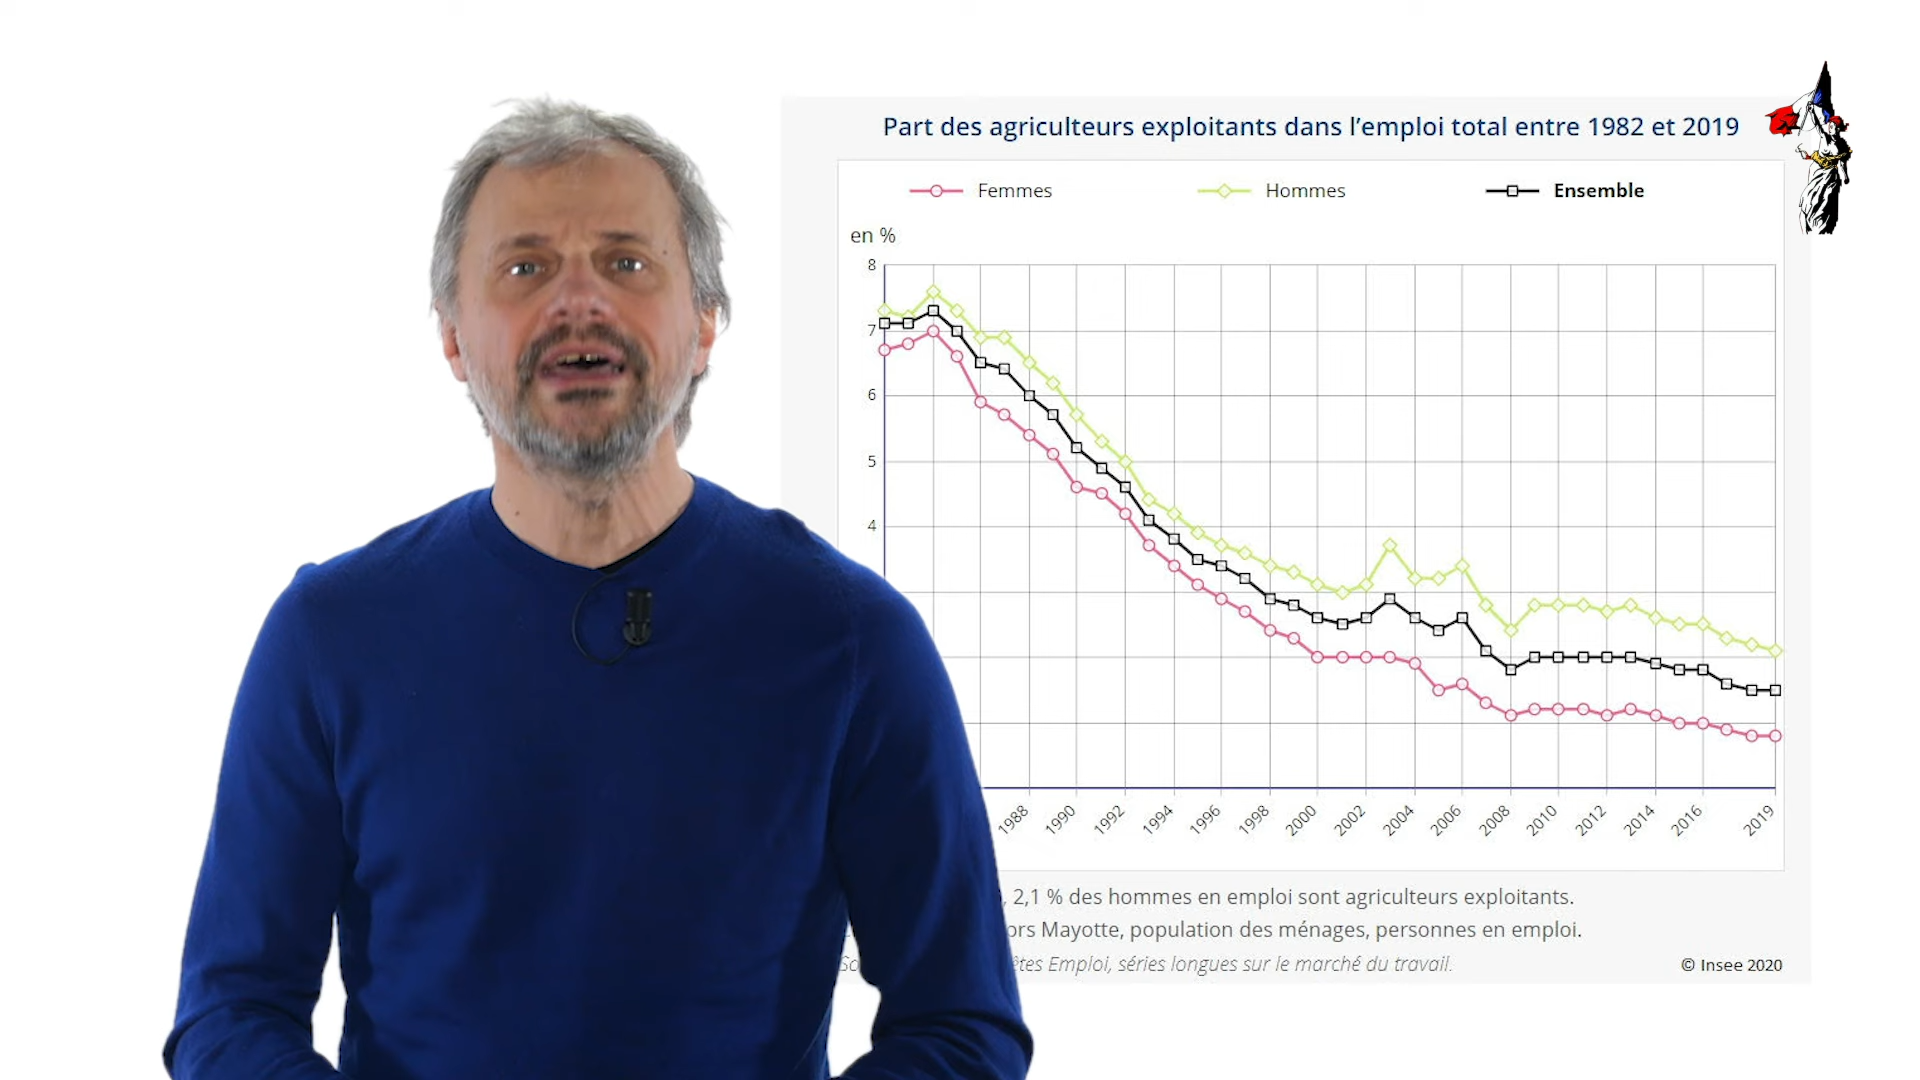 Part des agriculteurs exploitants dans l’emploi total entre 1982 et 2019
Femmes Hommes Ensemble
en %
8
7
6
5
4
1988 1990 1992 1994 1996 1998 2000 2002 2004 2006 2008 2010 2012 2014 2016 2019
, 2,1 % des hommes en emploi sont agriculteurs exploitants.
ors Mayotte, population des ménages, personnes en emploi.
So êtes Emploi, séries longues sur le marché du travail.
© Insee 2020